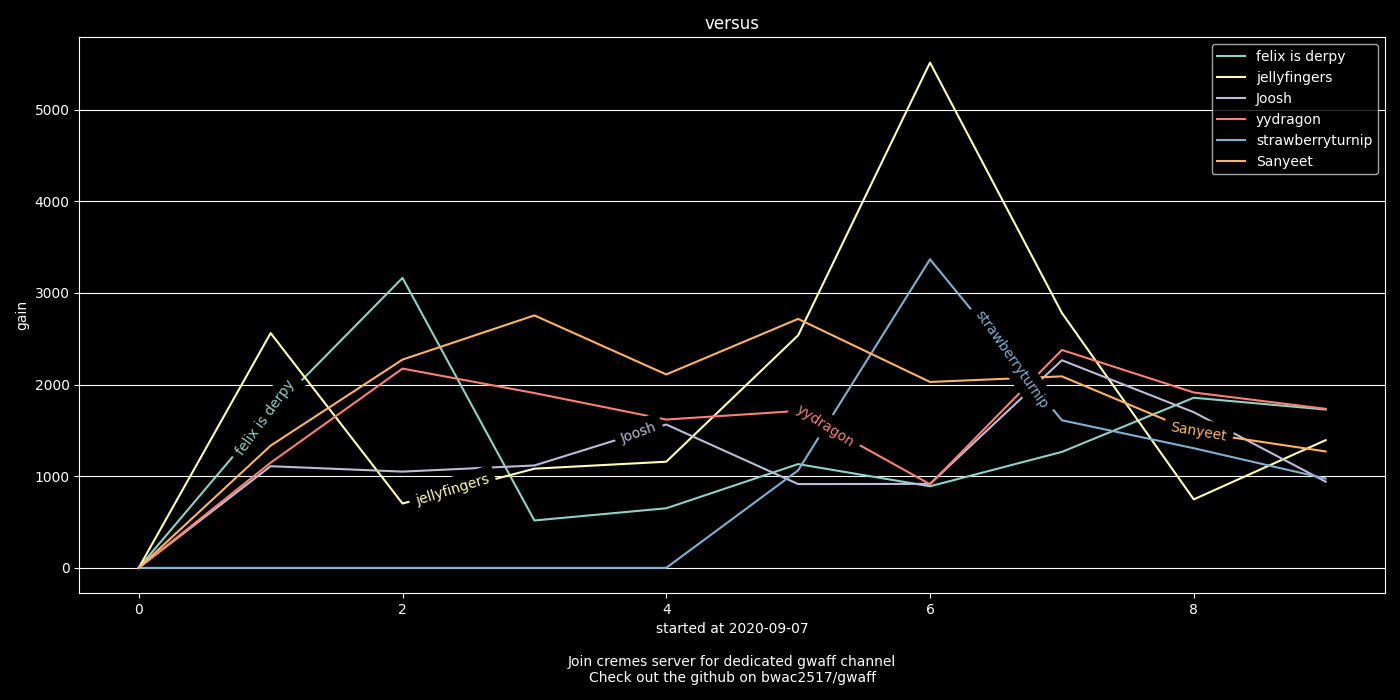 versus
felix is derpy
jellyfingers
Joosh
yydragon
strawberryturnip
Sanyeet
5000
4000
3000
2000
1000
0
gain
felix is derpy
jellyfingers
Joosh
yydragon
strawberryturnip
Sanyeet
0 2 4 6 8
started at 2020-09-07
Join cremes server for dedicated gwaff channel
Check out the github on bwac2517/gwaff